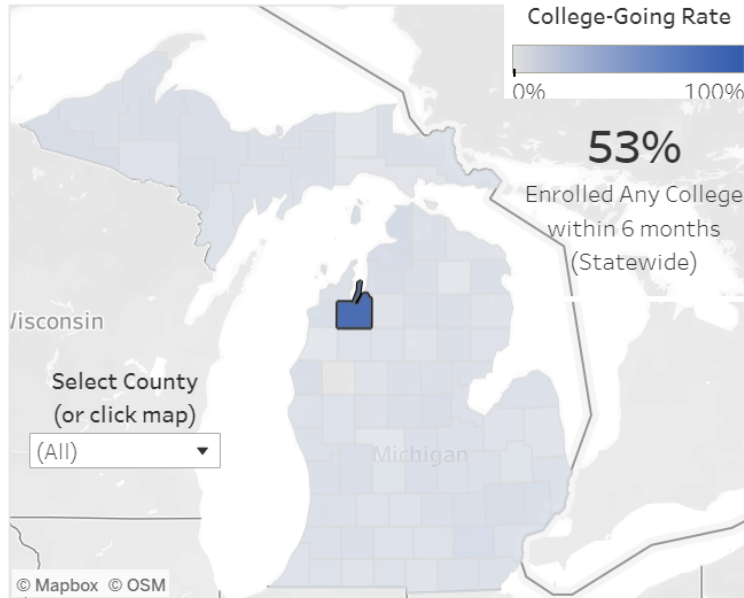 College-Going Rate
0% 100%
53%
Enrolled Any College
within 6 months
(Statewide)
Wisconsin
Select County
(or click map)
(All)
Michigan
© Mapbox © OSM